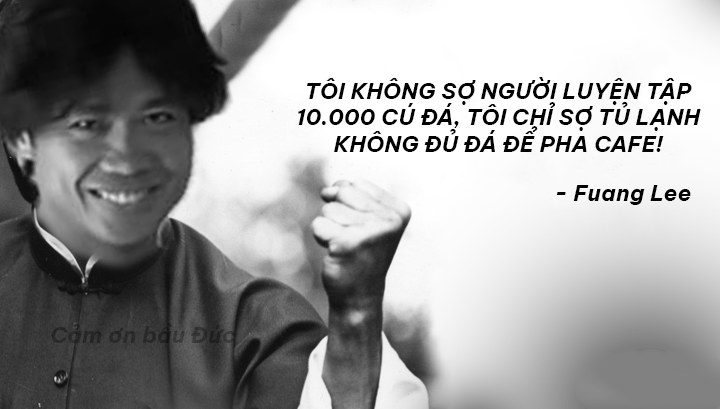 TÔI KHÔNG SỢ NGƯỜI LUYỆN TẬP
10.000 CÚ ĐÁ, TÔI CHỈ SỢ TỦ LẠNH
KHÔNG ĐỦ ĐÁ ĐỂ PHA CAFE!
- Fuang Lee
Cảm ơn bầu Đức